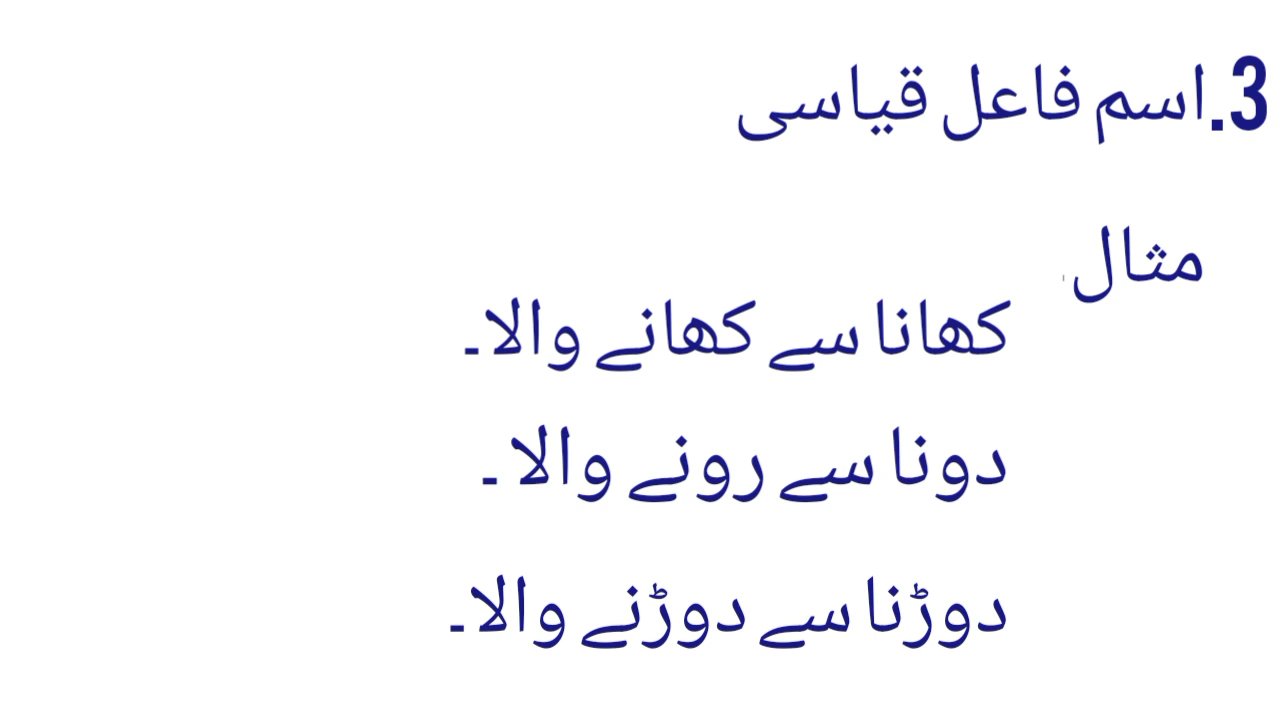 3.اسم فاعل قیاسی
مثال
کھانا سے کھانے والا۔
دونا سے رونے والا ۔
دوڑنا سے دوڑنے والا۔